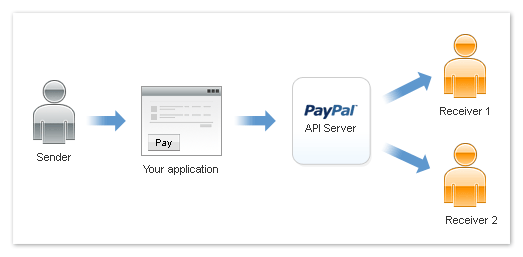 Sender
Pay
Your application
PayPal
API Server
Receiver 1
Receiver 2